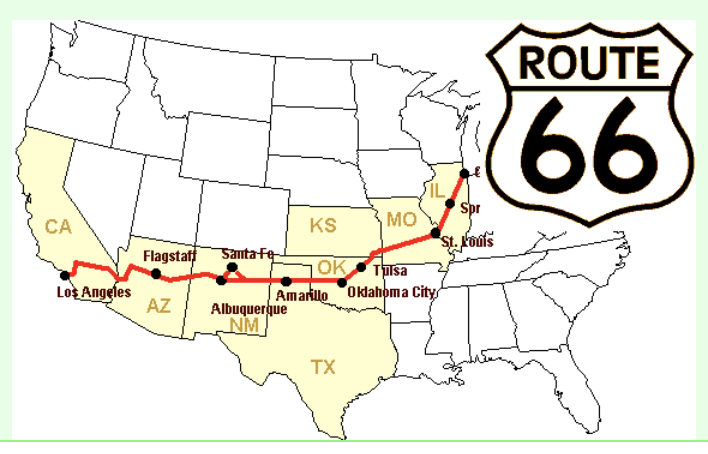 ROUTE
66
IL
Spr
CA
KS
MO
St. Louis
Flagstaff
Santa Fe
OK
Tulsa
Los Angeles
Amarillo
Oklahoma City
AZ
Albuquerque
NM
TX